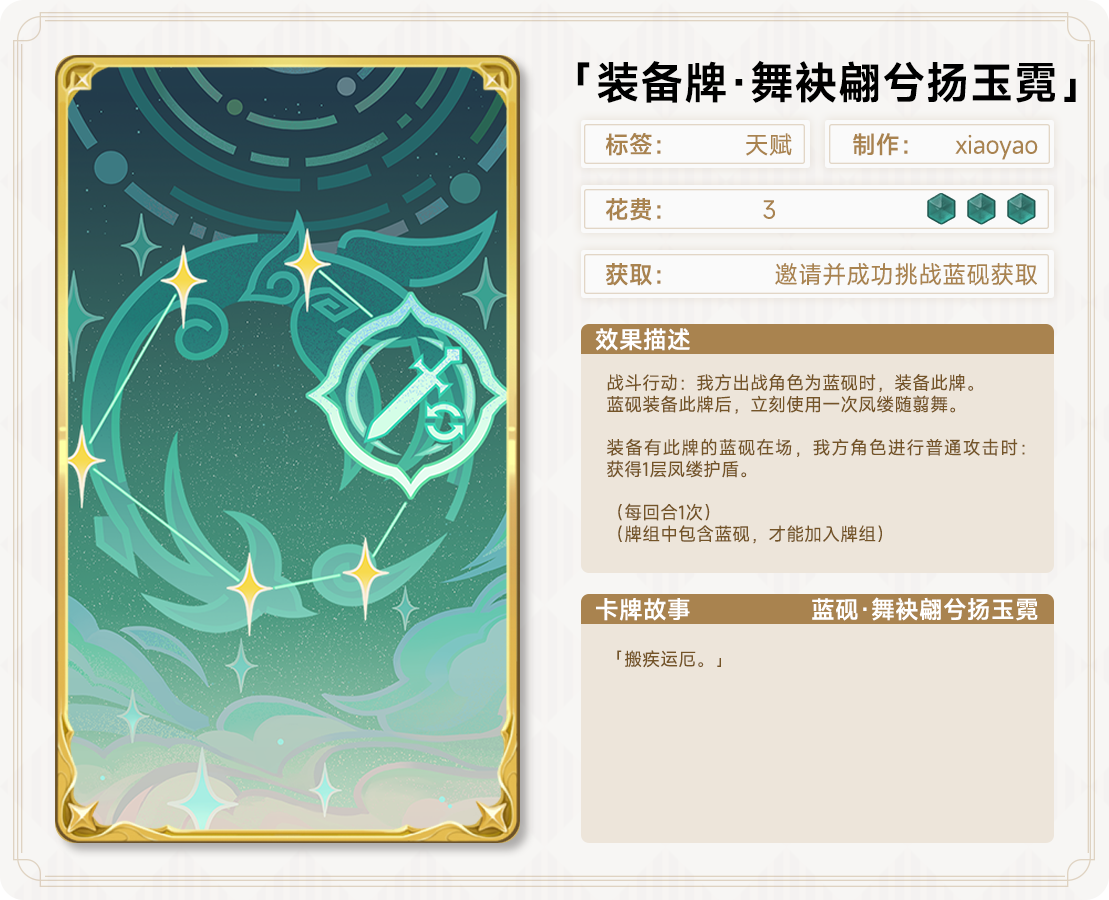 「装备牌·舞袂翩兮扬玉霓」
标签： 天赋
制作： xiaoyao
花费： 3
获取： 邀请并成功挑战蓝砚获取
效果描述
战斗行动：我方出战角色为蓝砚时，装备此牌。
蓝砚装备此牌后，立刻使用一次凤缕随翦舞。
装备有此牌的蓝砚在场，我方角色进行普通攻击时：
获得1层凤缕护盾。
（每回合1次）
（牌组中包含蓝砚，才能加入牌组）
卡牌故事 蓝砚·舞袂翩兮扬玉霓
「搬疾运厄。」